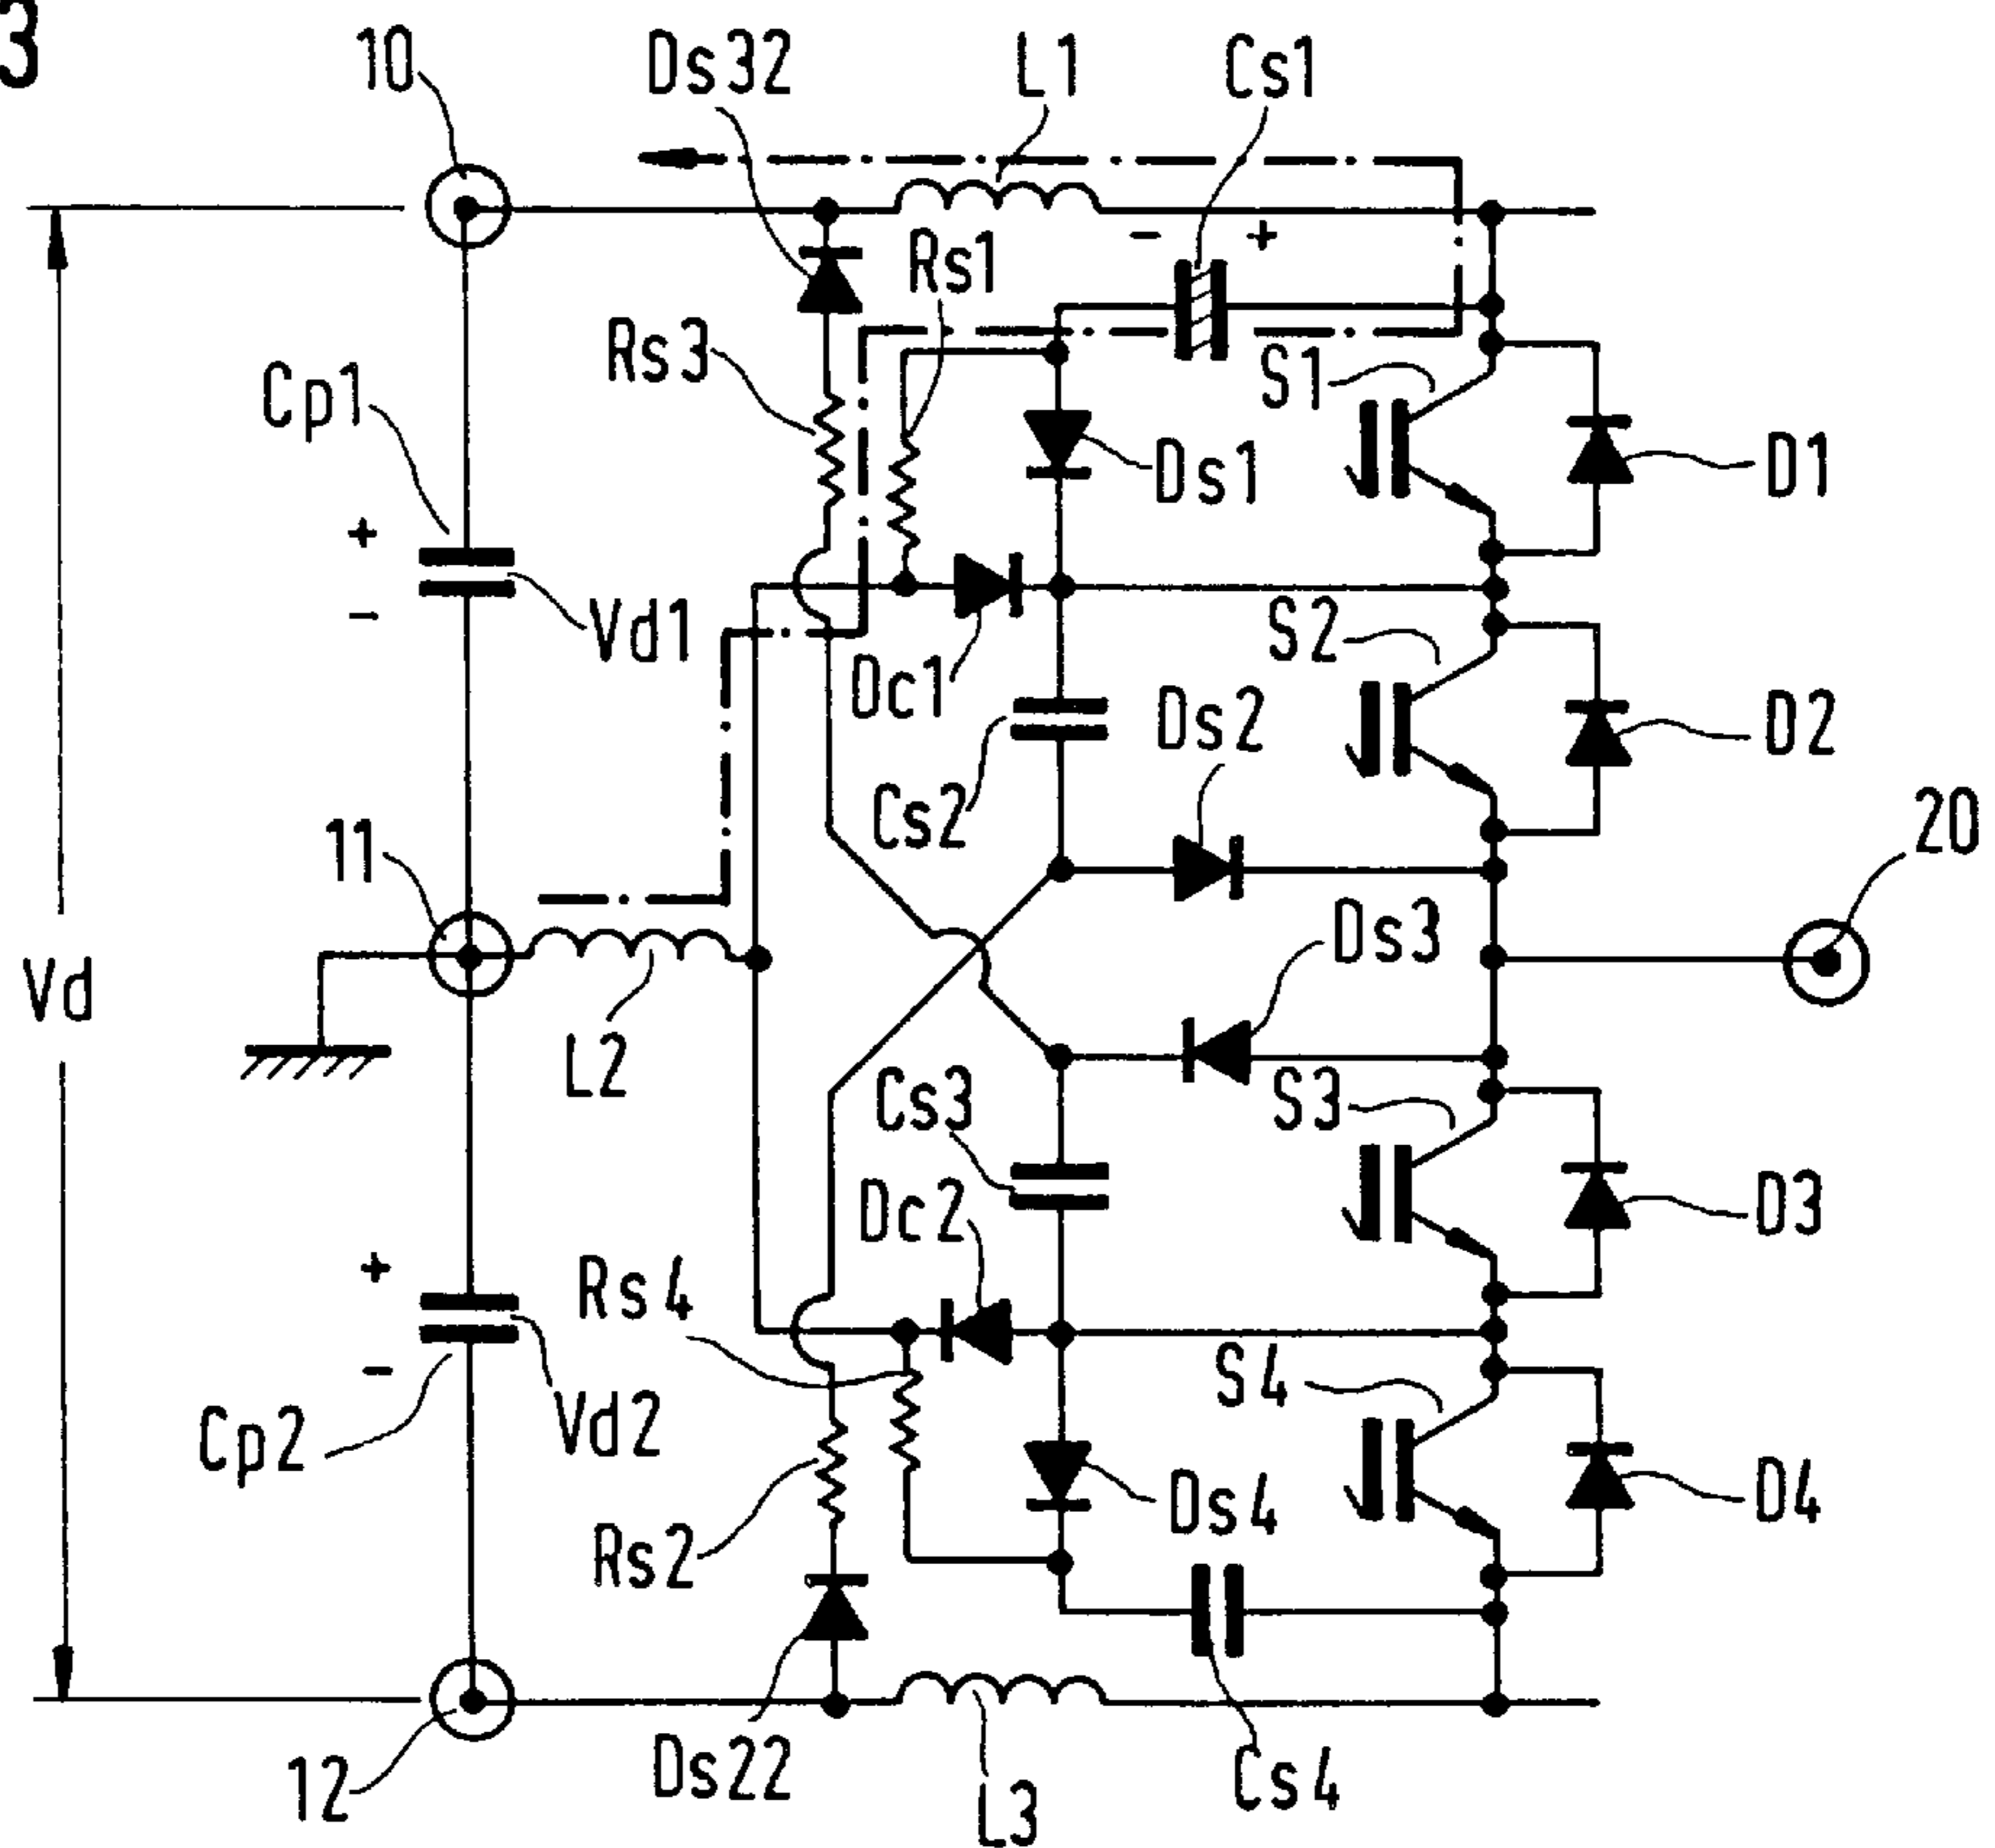 3
10
Ds32
L1
Cs1
- +
Rs1
Rs3
S1
Cp1
Ds1
D1
+
-
Vd1
S2
Dc1
Ds2
D2
Cs2
20
11
Ds3
Vd
L2
Cs3
S3
Dc2
D3
+
Rs4
-
S4
Vd2
Cp2
Ds4
D4
Rs2
Ds22
Cs4
12
L3